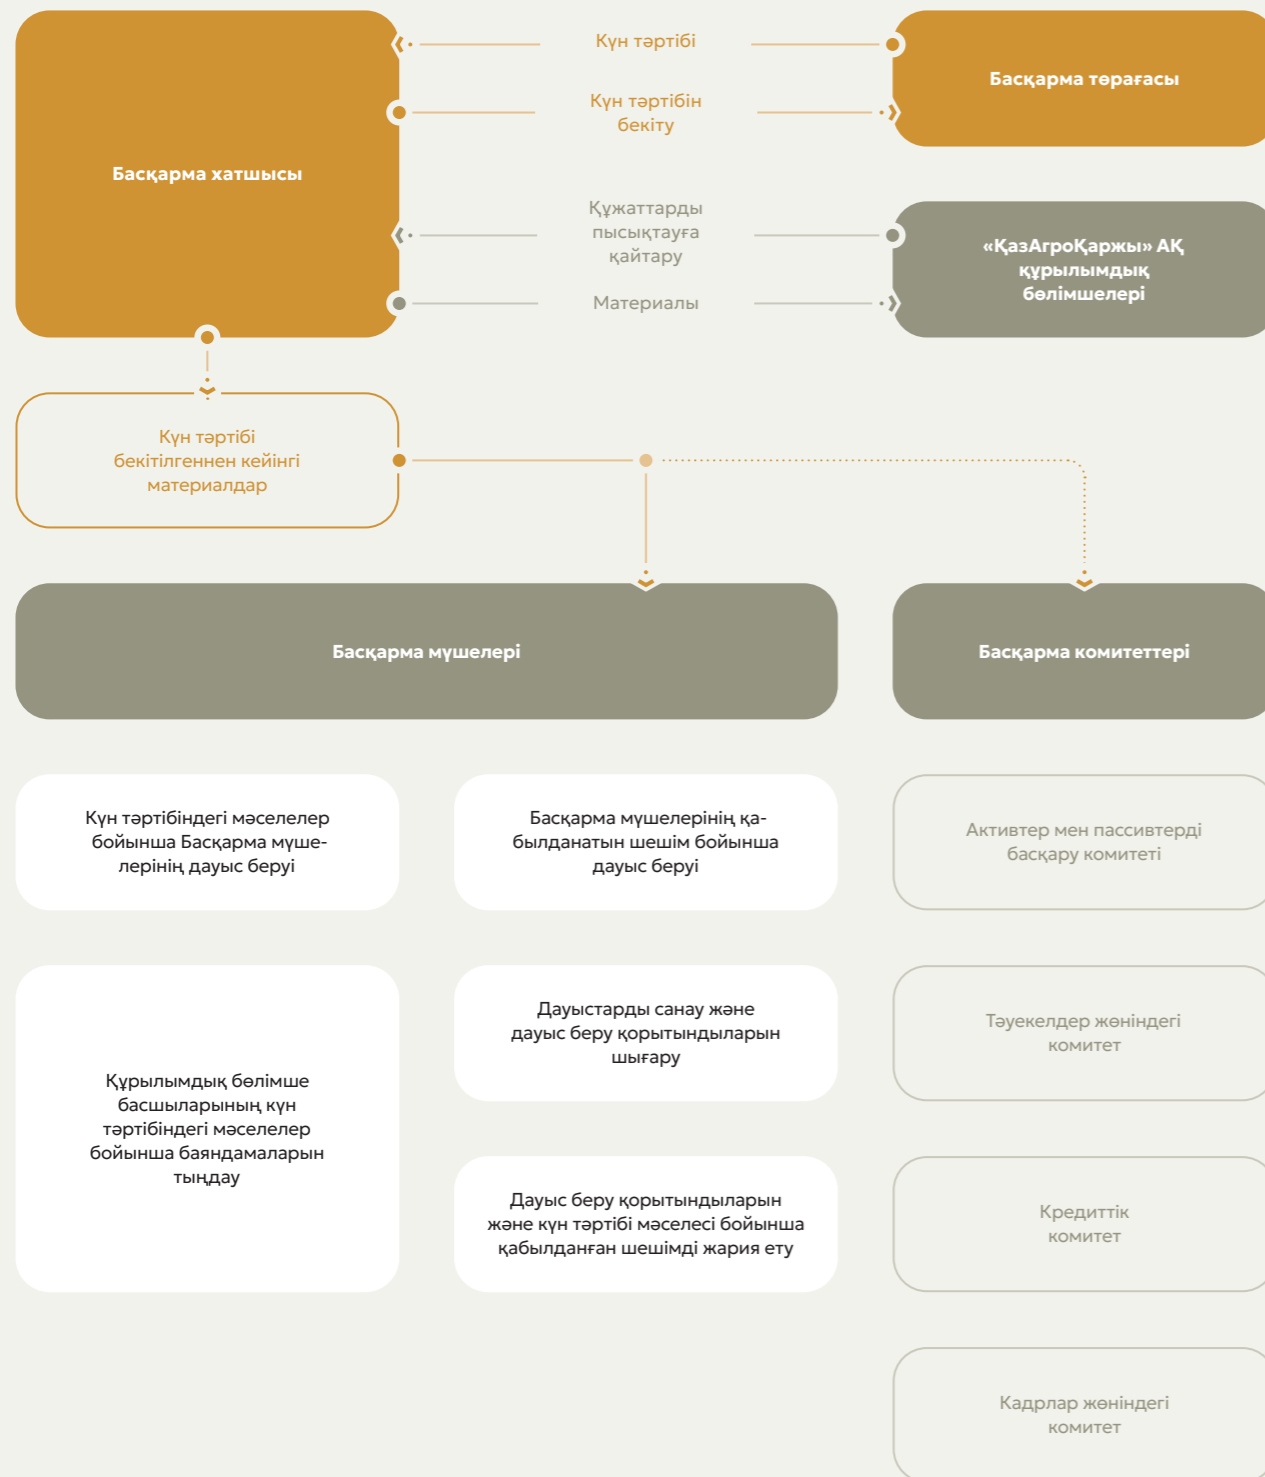 Күн тәртібі
Күн тәртібін
бекіту
Басқарма төрағасы
Басқарма хатшысы
Құжаттарды
пысықтауға
қайтару
Материалы
«ҚазАгроҚаржы» АҚ
құрылымдық
бөлімшелері
Күн тәртібі
бекітілгеннен кейінгі
материалдар
Басқарма мүшелері
Басқарма комитеттері
Күн тәртібіндегі мәселелер
бойынша Басқарма мүше-
лерінің дауыс беруі
Басқарма мүшелерінің қа-
былданатын шешім бойынша
дауыс беруі
Активтер мен пассивтерді
басқару комитеті
Құрылымдық бөлімше
басшыларының күн
тәртібіндегі мәселелер
бойынша баяндамаларын
тыңдау
Дауыстарды санау және
дауыс беру қорытындыларын
шығару
Тәуекелдер жөніндегі
комитет
Дауыс беру қорытындыларын
және күн тәртібі мәселесі бойынша
қабылданған шешімді жария ету
Кредиттік
комитет
Кадрлар жөніндегі
комитет